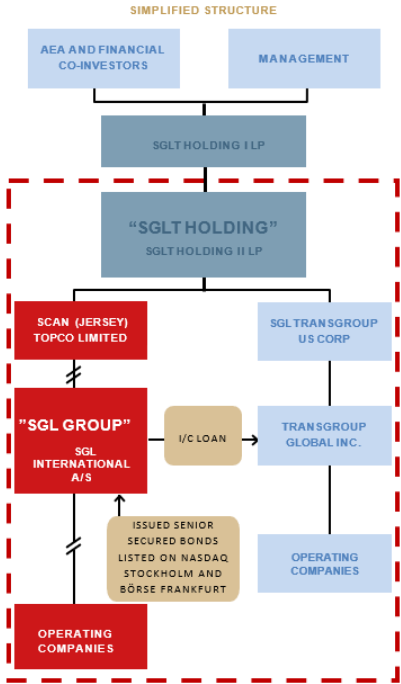 SIMPLIFIED STRUCTURE
AEA AND FINANCIAL
CO-INVESTORS
MANAGEMENT
SGLT HOLDING I LP
“SGLT HOLDING”
SGLT HOLDING II LP
SCAN (JERSEY)
TOPCO LIMITED
SGL TRANSGROUP
US CORP
”SGL GROUP”
SGL
INTERNATIONAL
A/S
I/C LOAN
TRANSGROUP
GLOBAL INC.
ISSUED SENIOR
SECURED BONDS
LISTED ON NASDAQ
STOCKHOLM AND
BÖRSE FRANKFURT
OPERATING
COMPANIES
OPERATING
COMPANIES